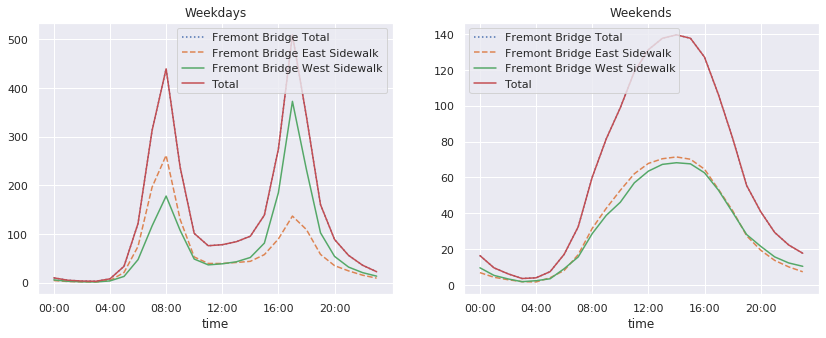 Weekdays
Fremont Bridge Total
Fremont Bridge East Sidewalk
Fremont Bridge West Sidewalk
Total
500
400
300
200
100
0
00:00 04:00 08:00 12:00 16:00 20:00
time
Weekends
Fremont Bridge Total
Fremont Bridge East Sidewalk
Fremont Bridge West Sidewalk
Total
140
120
100
80
60
40
20
0
00:00 04:00 08:00 12:00 16:00 20:00
time